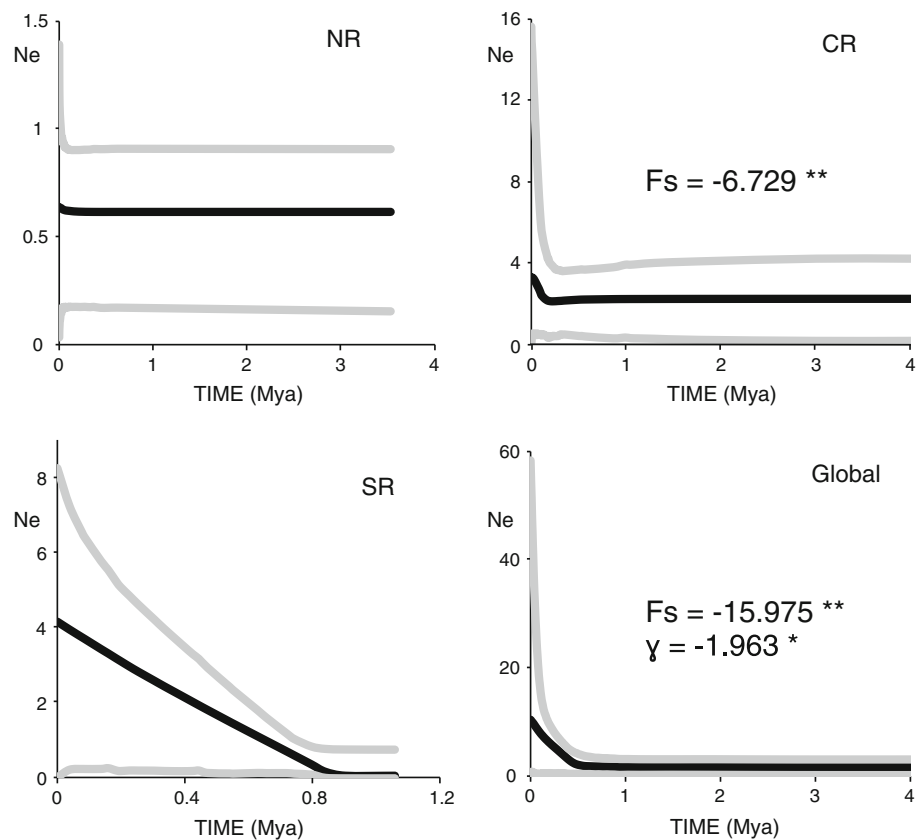 1.5
Ne
NR
1
0.5
0
0 1 2 3 4
TIME (Mya)
16
Ne
CR
12
8
Fs = -6.729 **
4
0
0 1 2 3 4
TIME (Mya)
8
SR
Ne
6
4
2
0
0 0.4 0.8 1.2
TIME (Mya)
60
Global
Ne
40
Fs = -15.975 **
γ = -1.963 *
20
0
0 1 2 3 4
TIME (Mya)